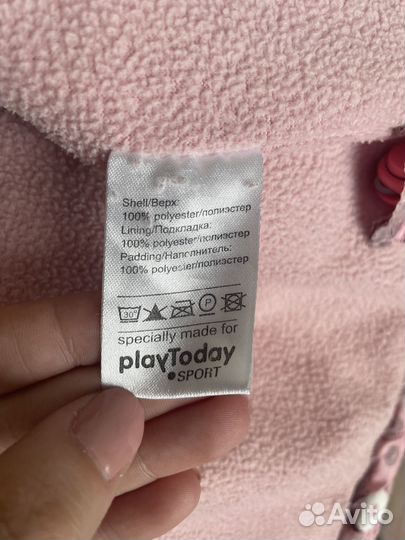 Shell/Верх:
100% polyester/полиэстер
Lining/Подкладка:
100% polyester/полиэстер
Padding/Наполнитель:
100% polyester/полиэстер
30°
P
specially made for
playToday
SPORT
Avito